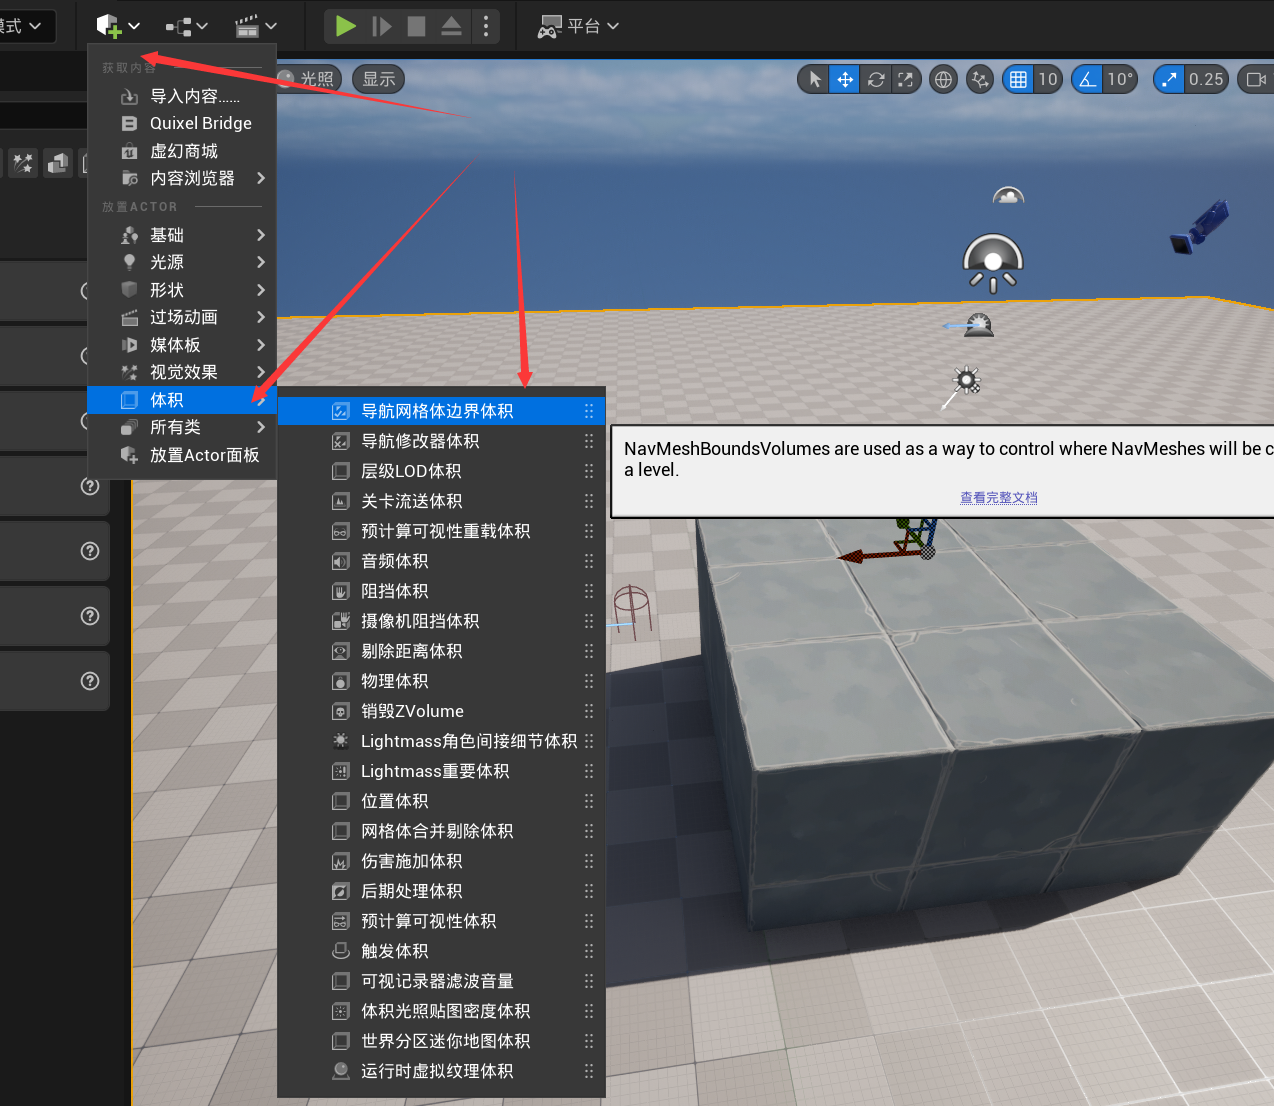 模式
平台
光照
显示
10
10°
0.25
获取内容
导入内容......
Quixel Bridge
虚幻商城
内容浏览器
放置ACTOR
基础
光源
形状
过场动画
媒体板
视觉效果
体积
所有类
放置Actor面板
导航网格体边界体积
导航修改器体积
层级LOD体积
关卡流送体积
预计算可视性重载体积
音频体积
阻挡体积
摄像机阻挡体积
剔除距离体积
物理体积
销毁ZVolume
Lightmass角色间接细节体积
Lightmass重要体积
位置体积
网格体合并剔除体积
伤害施加体积
后期处理体积
预计算可视性体积
触发体积
可视记录器滤波音量
体积光照贴图密度体积
世界分区迷你地图体积
运行时虚拟纹理体积
NavMeshBoundsVolumes are used as a way to control where NavMeshes will be c
a level.
查看完整文档